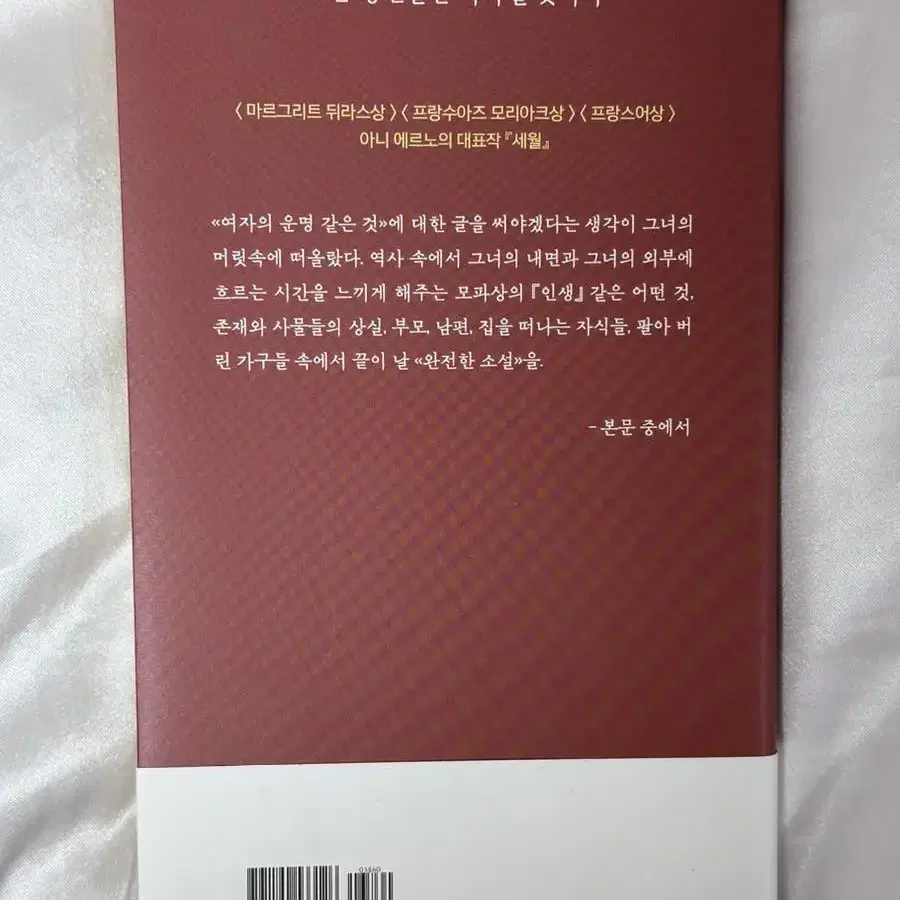 〈 마르그리트 뒤라스상 〉〈 프랑수아즈 모리아크상 〉〈 프랑스어상 〉
아니 에르노의 대표작 『세월』
«여자의 운명 같은 것»에 대한 글을 써야겠다는 생각이 그녀의
머릿속에 떠올랐다. 역사 속에서 그녀의 내면과 그녀의 외부에
흐르는 시간을 느끼게 해주는 모파상의 『인생』 같은 어떤 것,
존재와 사물들의 상실, 부모, 남편, 집을 떠나는 자식들, 팔아 버
린 가구들 속에서 끝이 날 «완전한 소설»을.
- 본문 중에서
03860